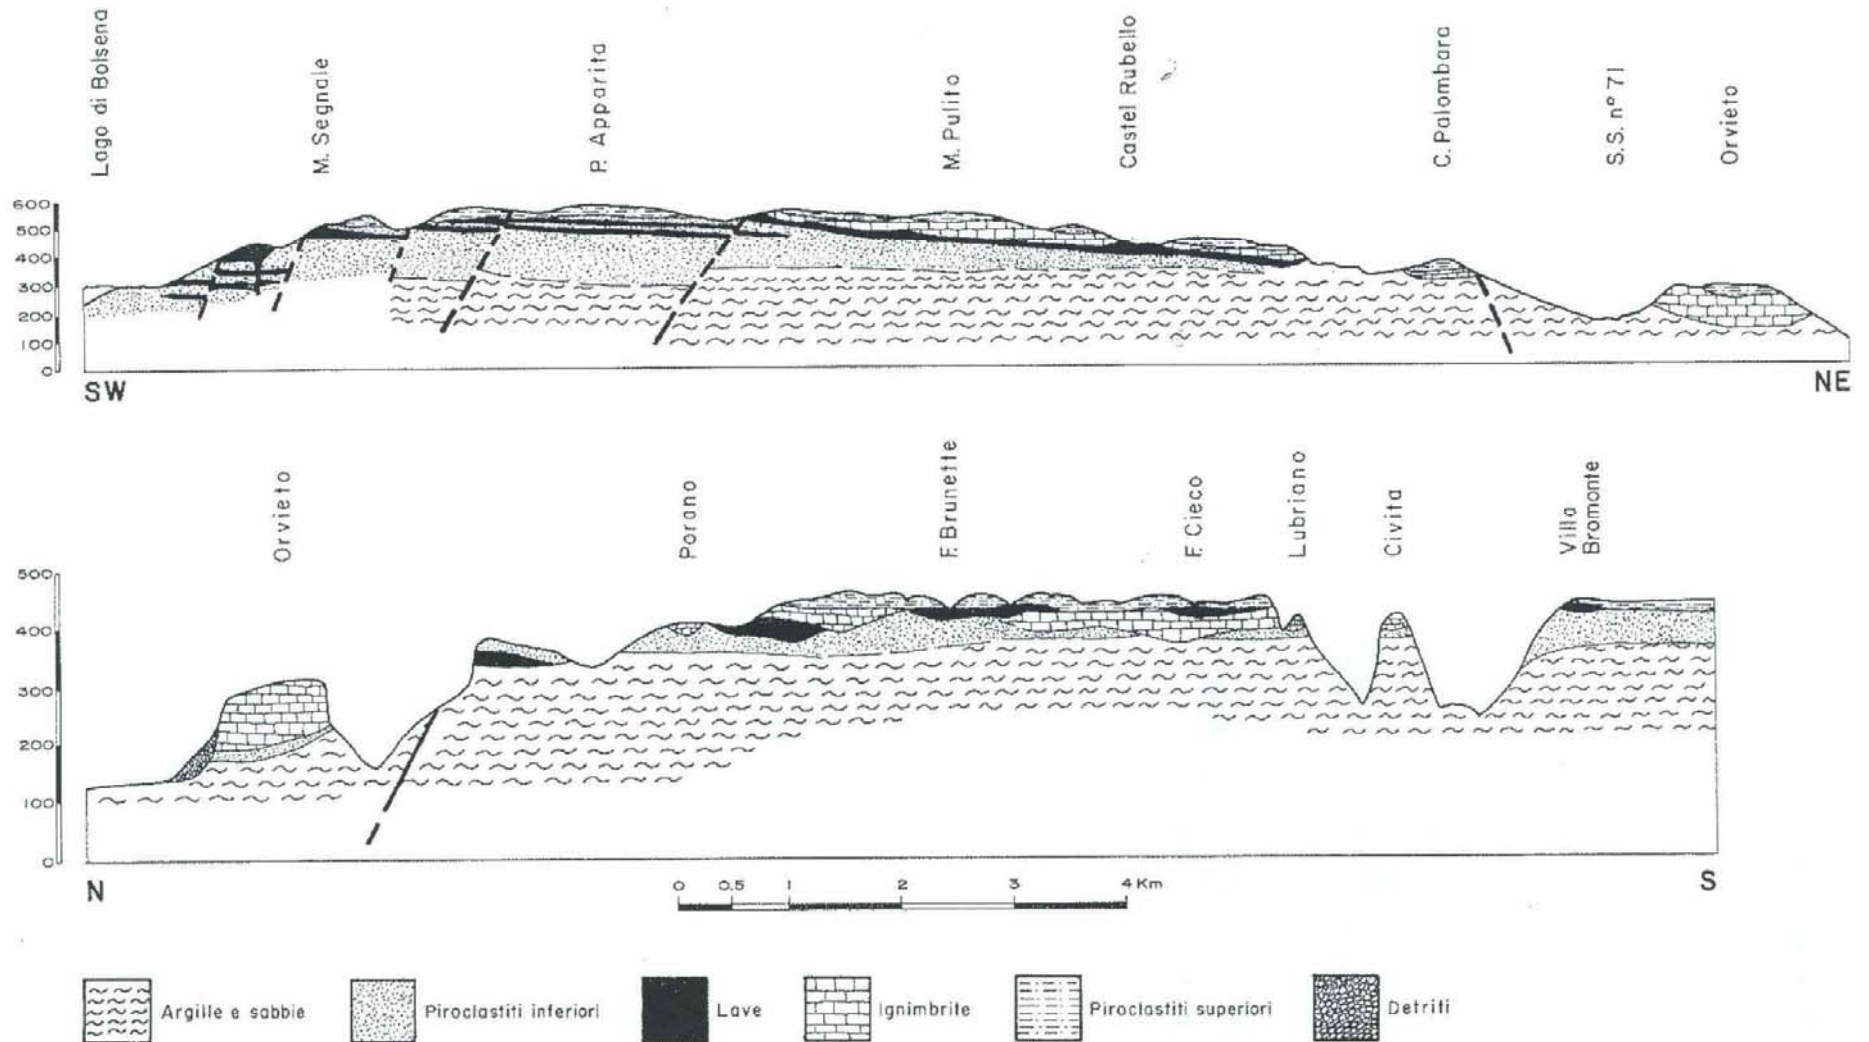 Lago di Bolsena
M. Segnale
P. Apparita
M. Pulito
Castel Rubello
C. Palombara
S.S. n° 71
Orvieto
600
500
400
300
200
100
0
SW
NE
Orvieto
Porano
F. Brunette
F. Cieco
Lubriano
Civita
Villa
Bromonte
500
400
300
200
100
0
N
S
0 0.5 1 2 3 4 Km
Argille e sabbie
Piroclastiti inferiori
Lave
Ignimbrite
Piroclastiti superiori
Detriti